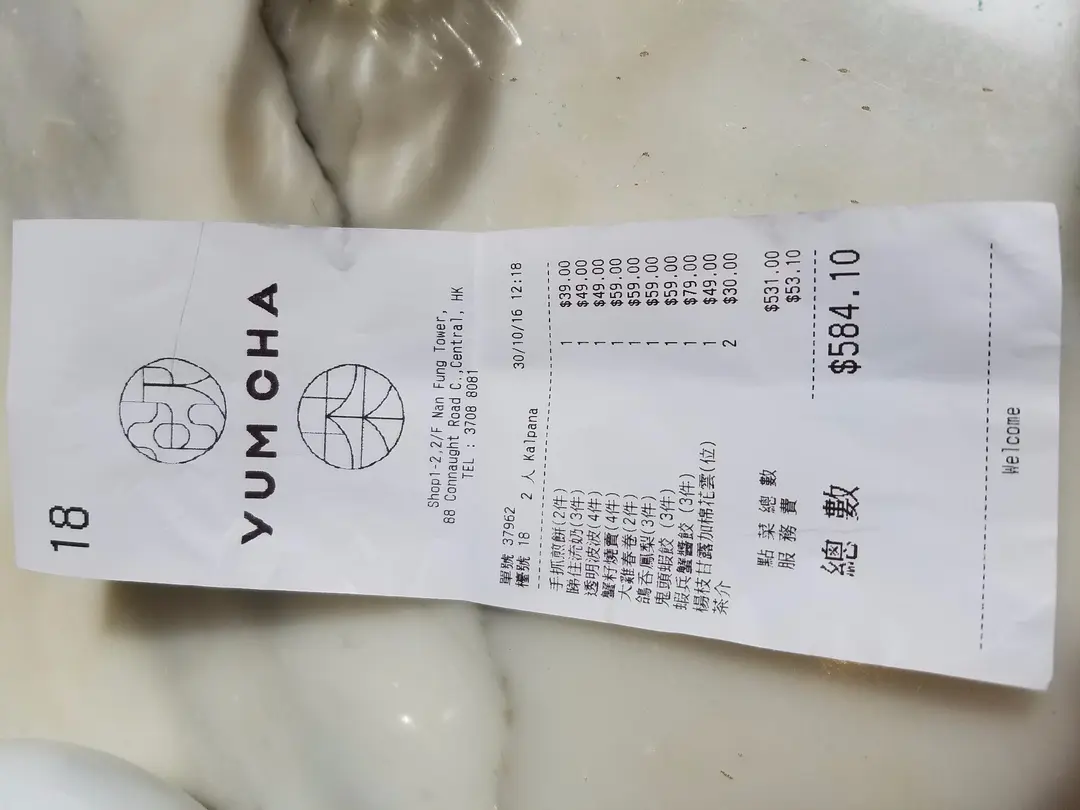 18
YUM CHA
Shop1-2,2/F Nan Fung Tower,
88 Connaught Road C.,Central, HK
TEL : 3708 8081
單號 37962
檯號 18 2 人 Kalpana 30/10/16 12:18
手抓煎餅(2件) 1 $39.00
睇住流奶(3件) 1 $49.00
透明波波(4件) 1 $49.00
蟹籽燒賣(4件) 1 $59.00
大雞春卷(2件) 1 $59.00
鴿吞鳳梨(3件) 1 $59.00
鬼頭蝦餃 (3件) 1 $59.00
蝦兵蟹醬餃 (3件) 1 $79.00
楊枝甘露加棉花雲(位) 1 $49.00
茶介 2 $30.00
點菜總數 $531.00
服務費 $53.10
總數 $584.10
Welcome